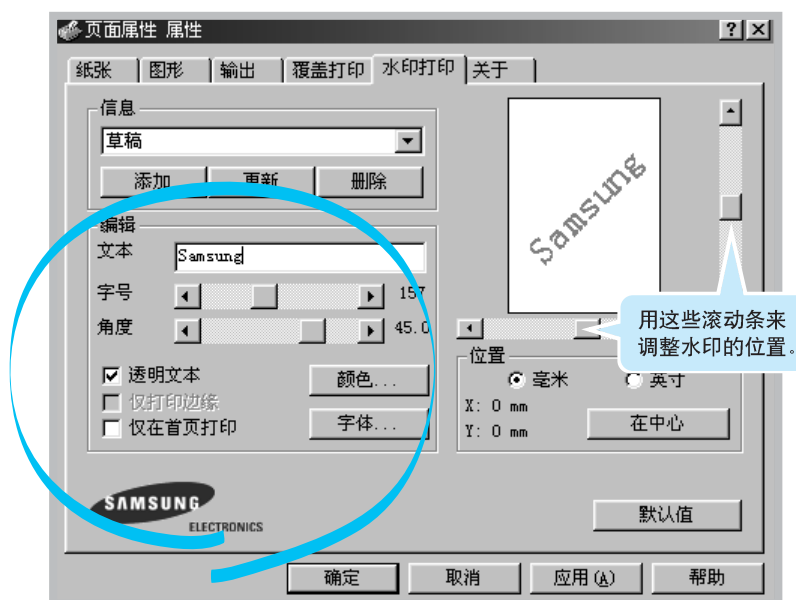 页面属性 属性
纸张 图形 输出 覆盖打印 水印打印 关于
信息
草稿
添加 更新 删除
编辑
文本 Samsung
字号 157
角度 45.0
透明文本
仅打印边缘
仅在首页打印
颜色...
字体...
Samsung
用这些滚动条来
调整水印的位置。
位置
毫米 英寸
X: 0 mm
Y: 0 mm
在中心
SAMSUNG
ELECTRONICS
默认值
确定 取消 应用(A) 帮助